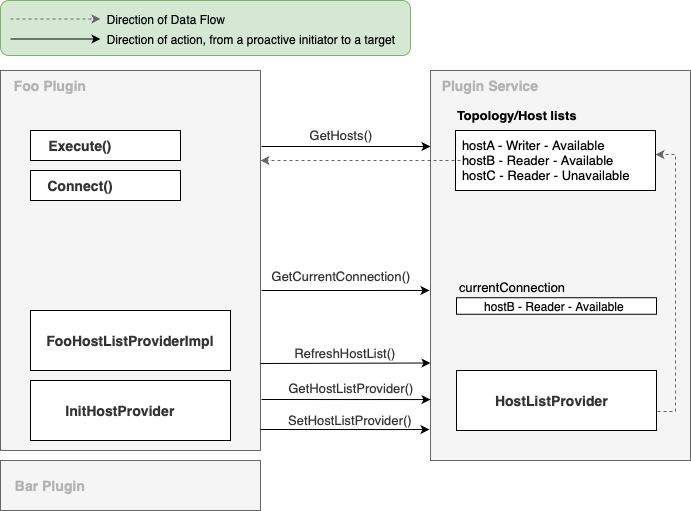 Direction of Data Flow
Direction of action, from a proactive initiator to a target
Foo Plugin
Execute()
Connect()
FooHostListProviderImpl
InitHostProvider
Bar Plugin
GetHosts()
GetCurrentConnection()
RefreshHostList()
GetHostListProvider()
SetHostListProvider()
Plugin Service
Topology/Host lists
hostA - Writer - Available
hostB - Reader - Available
hostC - Reader - Unavailable
currentConnection
hostB - Reader - Available
HostListProvider